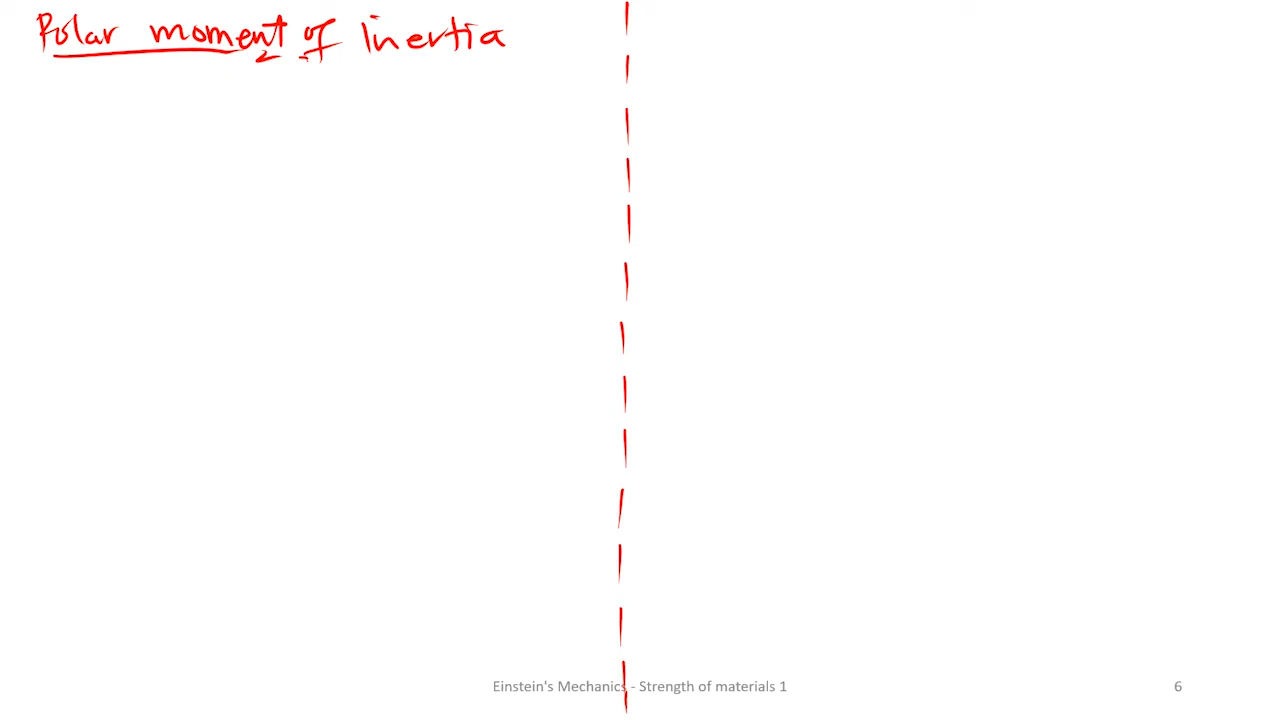 Polar moment of Inertia
Einstein's Mechanics - Strength of materials 1
6